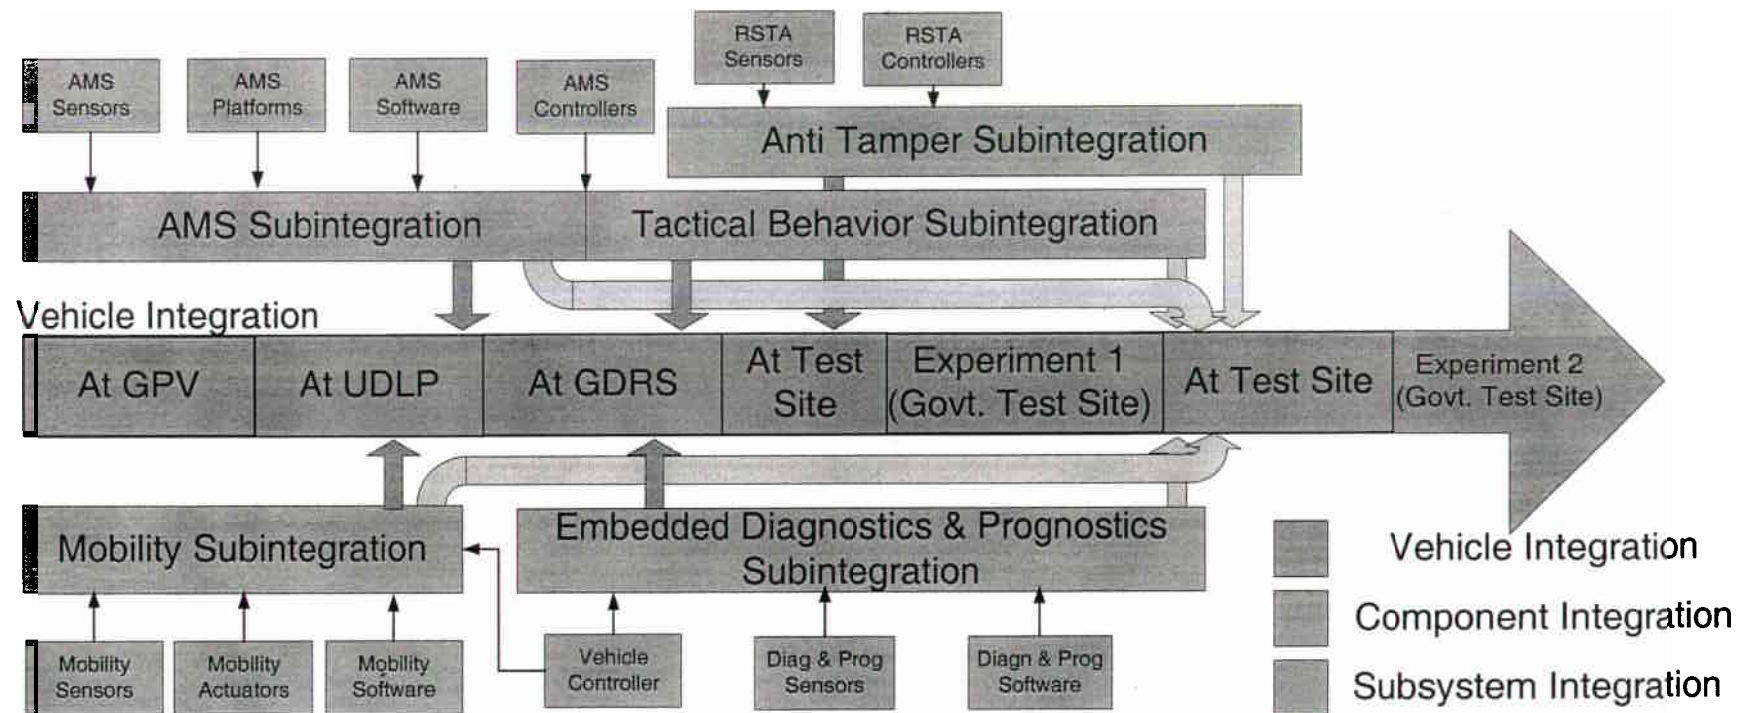 RSTA
Sensors
RSTA
Controllers
AMS
Sensors
AMS
Platforms
AMS
Software
AMS
Controllers
Anti Tamper Subintegration
AMS Subintegration
Tactical Behavior Subintegration
Vehicle Integration
At GPV
At UDLP
At GDRS
At Test
Site
Experiment 1
(Govt. Test Site)
At Test Site
Experiment 2
(Govt. Test Site)
Mobility Subintegration
Embedded Diagnostics & Prognostics
Subintegration
Mobility
Sensors
Mobility
Actuators
Mobility
Software
Vehicle
Controller
Diag & Prog
Sensors
Diagn & Prog
Software
Vehicle Integration
Component Integration
Subsystem Integration